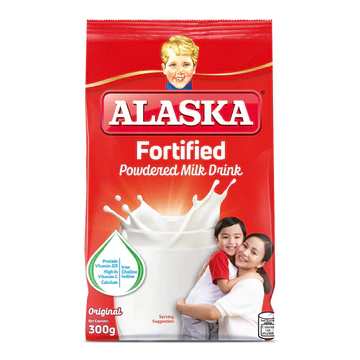 ALASKA
Fortified
Powdered Milk Drink
Protein
Vitamin D3
High in
Vitamin C
Calcium
Iron
Choline
Iodine
Serving
Suggestion
Original
Net Content
300g